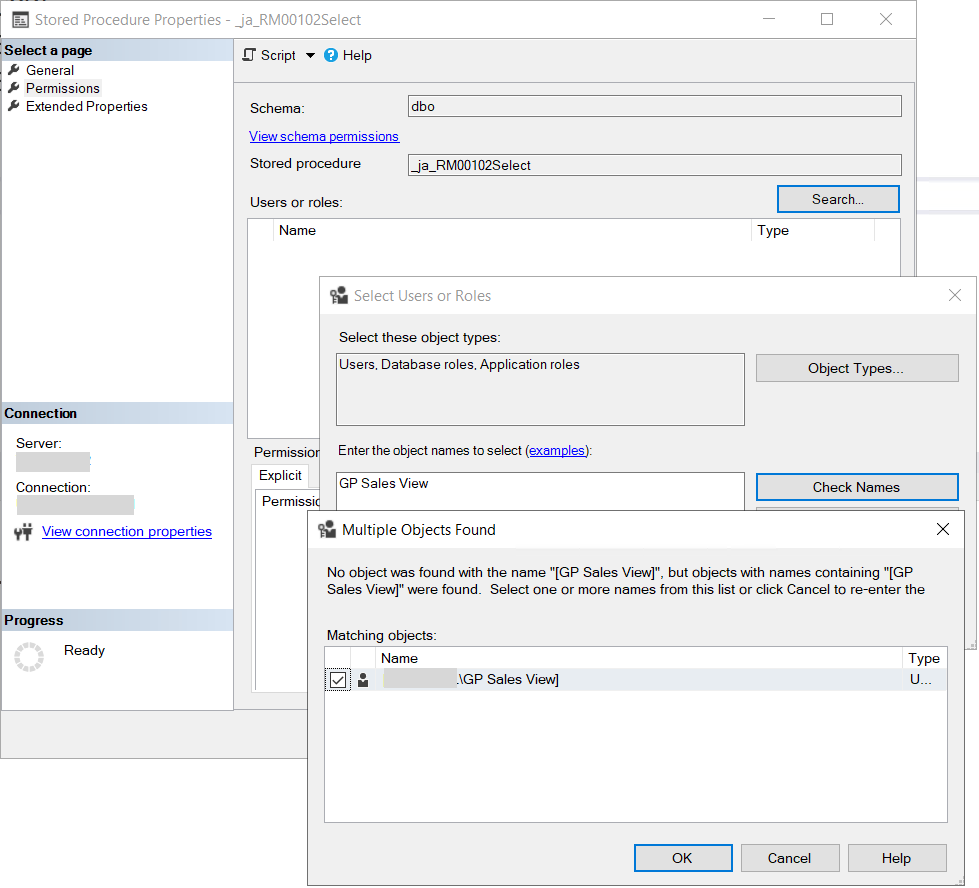 Stored Procedure Properties - _ja_RM00102Select
Select a page
General
Permissions
Extended Properties
Script
Help
Schema:
dbo
View schema permissions
Stored procedure
_ja_RM00102Select
Users or roles:
Search...
Name Type
Connection
Server:
Connection:
View connection properties
Progress
Ready
Permission
Explicit
Permissic
Select Users or Roles
Select these object types:
Users, Database roles, Application roles
Object Types...
Enter the object names to select (examples):
GP Sales View
Check Names
Multiple Objects Found
No object was found with the name "[GP Sales View]", but objects with names containing "[GP
Sales View]" were found. Select one or more names from this list or click Cancel to re-enter the
Matching objects:
Name Type
\GP Sales View] U...
OK Cancel Help